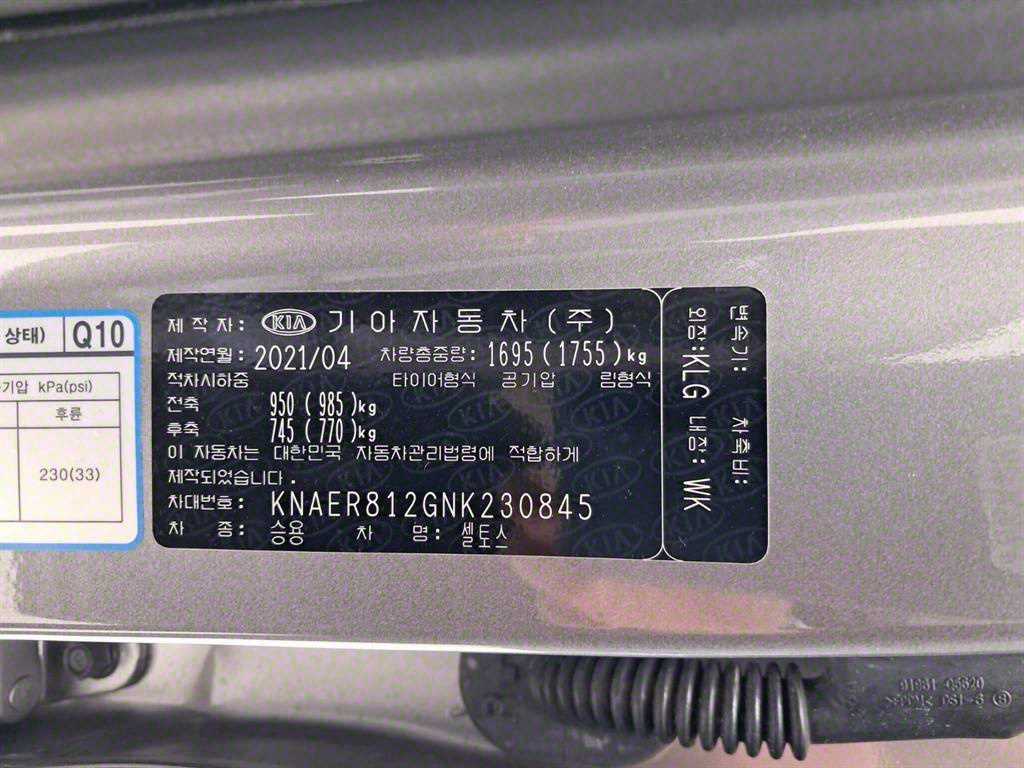 상태) Q10
기압 kPa(psi)
후륜
230(33)
제 작 자: KIA 기아자동차(주)
제작연월: 2021/04 차량총중량: 1695(1755)kg
적차시하중 타이어형식 공기압 림형식
전축 950(985)kg
후축 745(770)kg
이 자동차는 대한민국 자동차관리법령에 적합하게
제작되었습니다.
차대번호: KNAER812GNK230845
차 종: 승용 차 명: 셀토스
변속기: 차축비:
외장:KLG 내장:WK
91961-Q5620